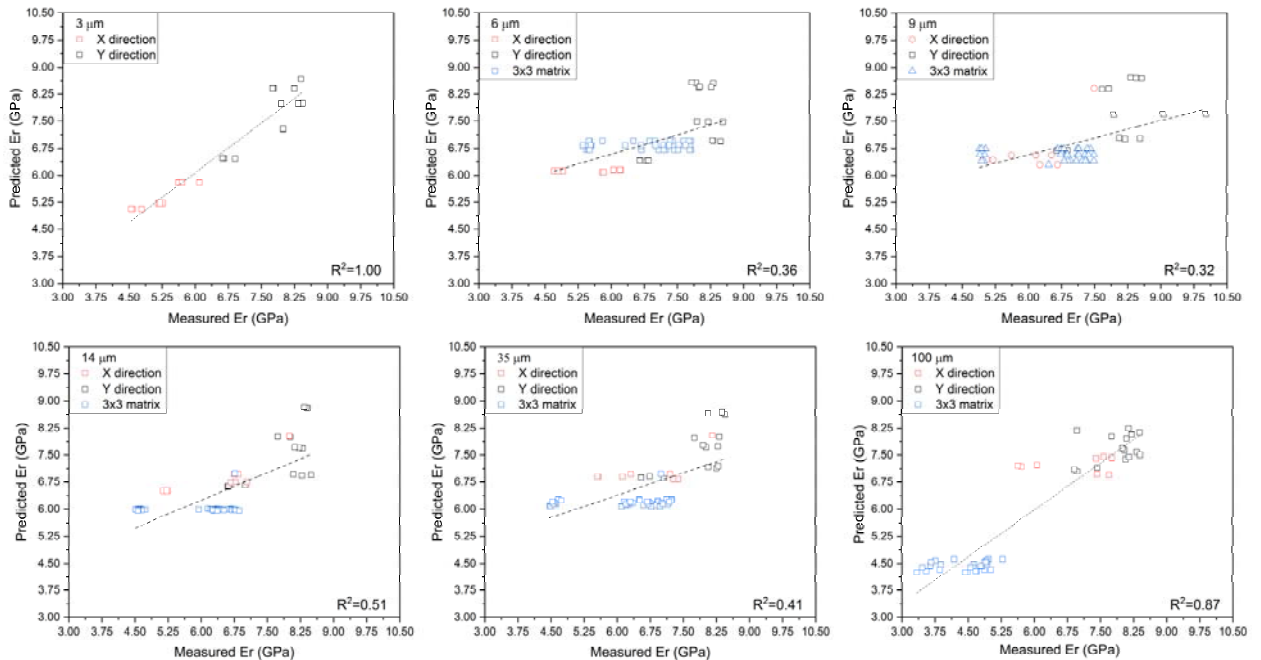 3 μm
X direction
Y direction
10.50
9.75
9.00
8.25
7.50
6.75
6.00
5.25
4.50
3.75
3.00
Predicted Er (GPa)
R²=1.00
3.00 3.75 4.50 5.25 6.00 6.75 7.50 8.25 9.00 9.75 10.50
Measured Er (GPa)
6 μm
X direction
Y direction
3x3 matrix
10.50
9.75
9.00
8.25
7.50
6.75
6.00
5.25
4.50
3.75
3.00
Predicted Er (GPa)
R²=0.36
3.00 3.75 4.50 5.25 6.00 6.75 7.50 8.25 9.00 9.75 10.50
Measured Er (GPa)
9 μm
X direction
Y direction
3x3 matrix
10.50
9.75
9.00
8.25
7.50
6.75
6.00
5.25
4.50
3.75
3.00
Predicted Er (GPa)
R²=0.32
3.00 3.75 4.50 5.25 6.00 6.75 7.50 8.25 9.00 9.75 10.50
Measured Er (GPa)
14 μm
X direction
Y direction
3x3 matrix
10.50
9.75
9.00
8.25
7.50
6.75
6.00
5.25
4.50
3.75
3.00
Predicted Er (GPa)
R²=0.51
3.00 3.75 4.50 5.25 6.00 6.75 7.50 8.25 9.00 9.75 10.50
Measured Er (GPa)
35 μm
X direction
Y direction
3x3 matrix
10.50
9.75
9.00
8.25
7.50
6.75
6.00
5.25
4.50
3.75
3.00
Predicted Er (GPa)
R²=0.41
3.00 3.75 4.50 5.25 6.00 6.75 7.50 8.25 9.00 9.75 10.50
Measured Er (GPa)
100 μm
X direction
Y direction
3x3 matrix
10.50
9.75
9.00
8.25
7.50
6.75
6.00
5.25
4.50
3.75
3.00
Predicted Er (GPa)
R²=0.87
3.00 3.75 4.50 5.25 6.00 6.75 7.50 8.25 9.00 9.75 10.50
Measured Er (GPa)